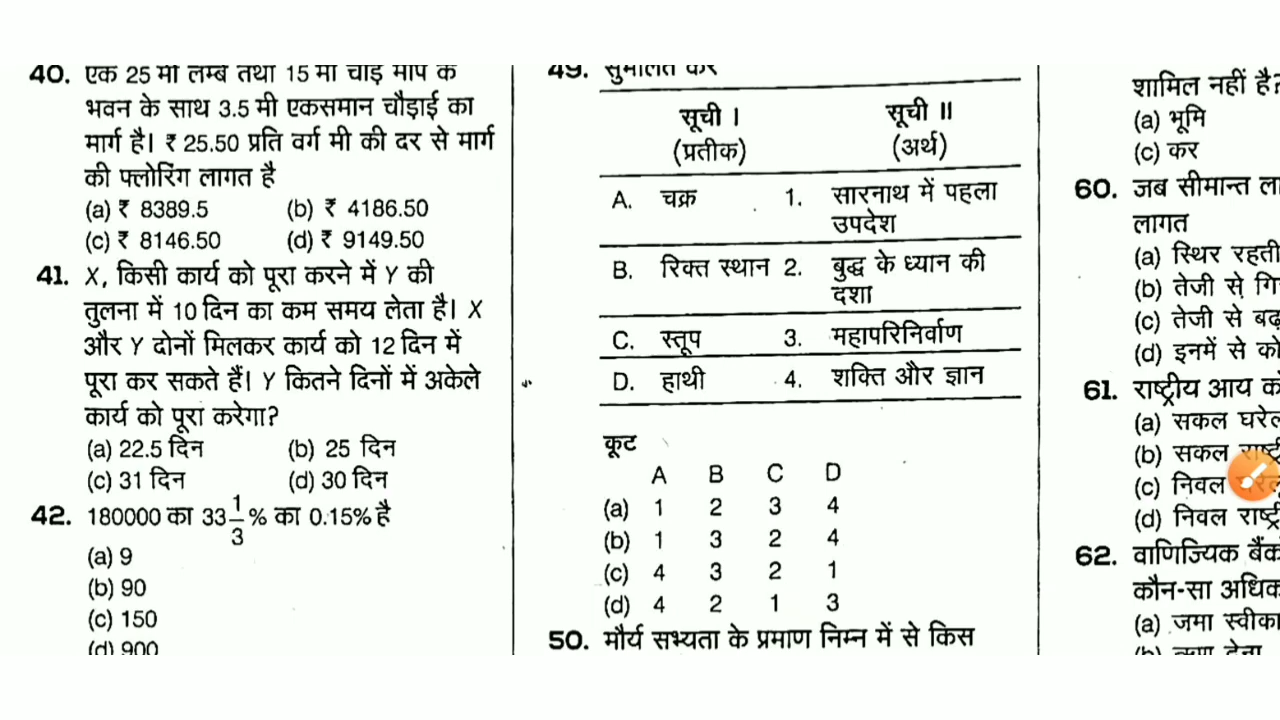 40. एक 25 मी लम्बे तथा 15 मी चौड़े माप के
भवन के साथ 3.5 मी एकसमान चौड़ाई का
मार्ग है। ₹ 25.50 प्रति वर्ग मी की दर से मार्ग
की फ्लोरिंग लागत है
(a) ₹ 8389.5 (b) ₹ 4186.50
(c) ₹ 8146.50 (d) ₹ 9149.50
41. X, किसी कार्य को पूरा करने में Y की
तुलना में 10 दिन का कम समय लेता है। X
और Y दोनों मिलकर कार्य को 12 दिन में
पूरा कर सकते हैं। Y कितने दिनों में अकेले
कार्य को पूरा करेगा?
(a) 22.5 दिन (b) 25 दिन
(c) 31 दिन (d) 30 दिन
42. 180000 का 33 1/3 % का 0.15% है
(a) 9
(b) 90
(c) 150
(d) 900
49. सुमेलित करें
सूची I सूची II
(प्रतीक) (अर्थ)
A. चक्र 1. सारनाथ में पहला
उपदेश
B. रिक्त स्थान 2. बुद्ध के ध्यान की
दशा
C. स्तूप 3. महापरिनिर्वाण
D. हाथी 4. शक्ति और ज्ञान
कूट
A B C D
(a) 1 2 3 4
(b) 1 3 2 4
(c) 4 3 2 1
(d) 4 2 1 3
50. मौर्य सभ्यता के प्रमाण निम्न में से किस
शामिल नहीं है?
(a) भूमि
(c) कर
60. जब सीमान्त ला
लागत
(a) स्थिर रहती
(b) तेजी से
(c) तेजी से बढ़
(d) इनमें से को
61. राष्ट्रीय आय
(a) सकल घरेल
(b) सकल राष्ट्री
(c) निवल
(d) निवल राष्ट्री
62. वाणिज्यिक बैंक
कौन-सा अधिक
(a) जमा स्वीका